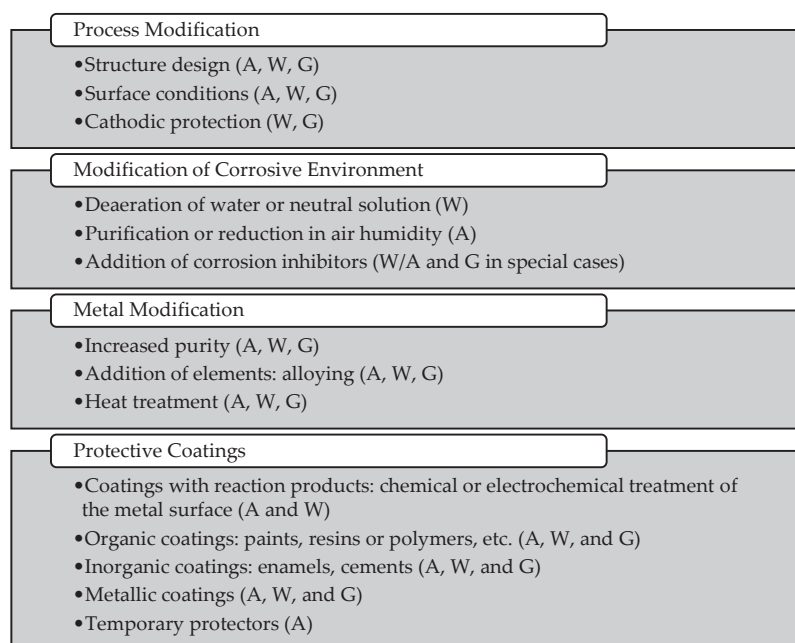 Process Modification
•Structure design (A, W, G)
•Surface conditions (A, W, G)
•Cathodic protection (W, G)
Modification of Corrosive Environment
•Deaeration of water or neutral solution (W)
•Purification or reduction in air humidity (A)
•Addition of corrosion inhibitors (W/A and G in special cases)
Metal Modification
•Increased purity (A, W, G)
•Addition of elements: alloying (A, W, G)
•Heat treatment (A, W, G)
Protective Coatings
•Coatings with reaction products: chemical or electrochemical treatment of
the metal surface (A and W)
•Organic coatings: paints, resins or polymers, etc. (A, W, and G)
•Inorganic coatings: enamels, cements (A, W, and G)
•Metallic coatings (A, W, and G)
•Temporary protectors (A)